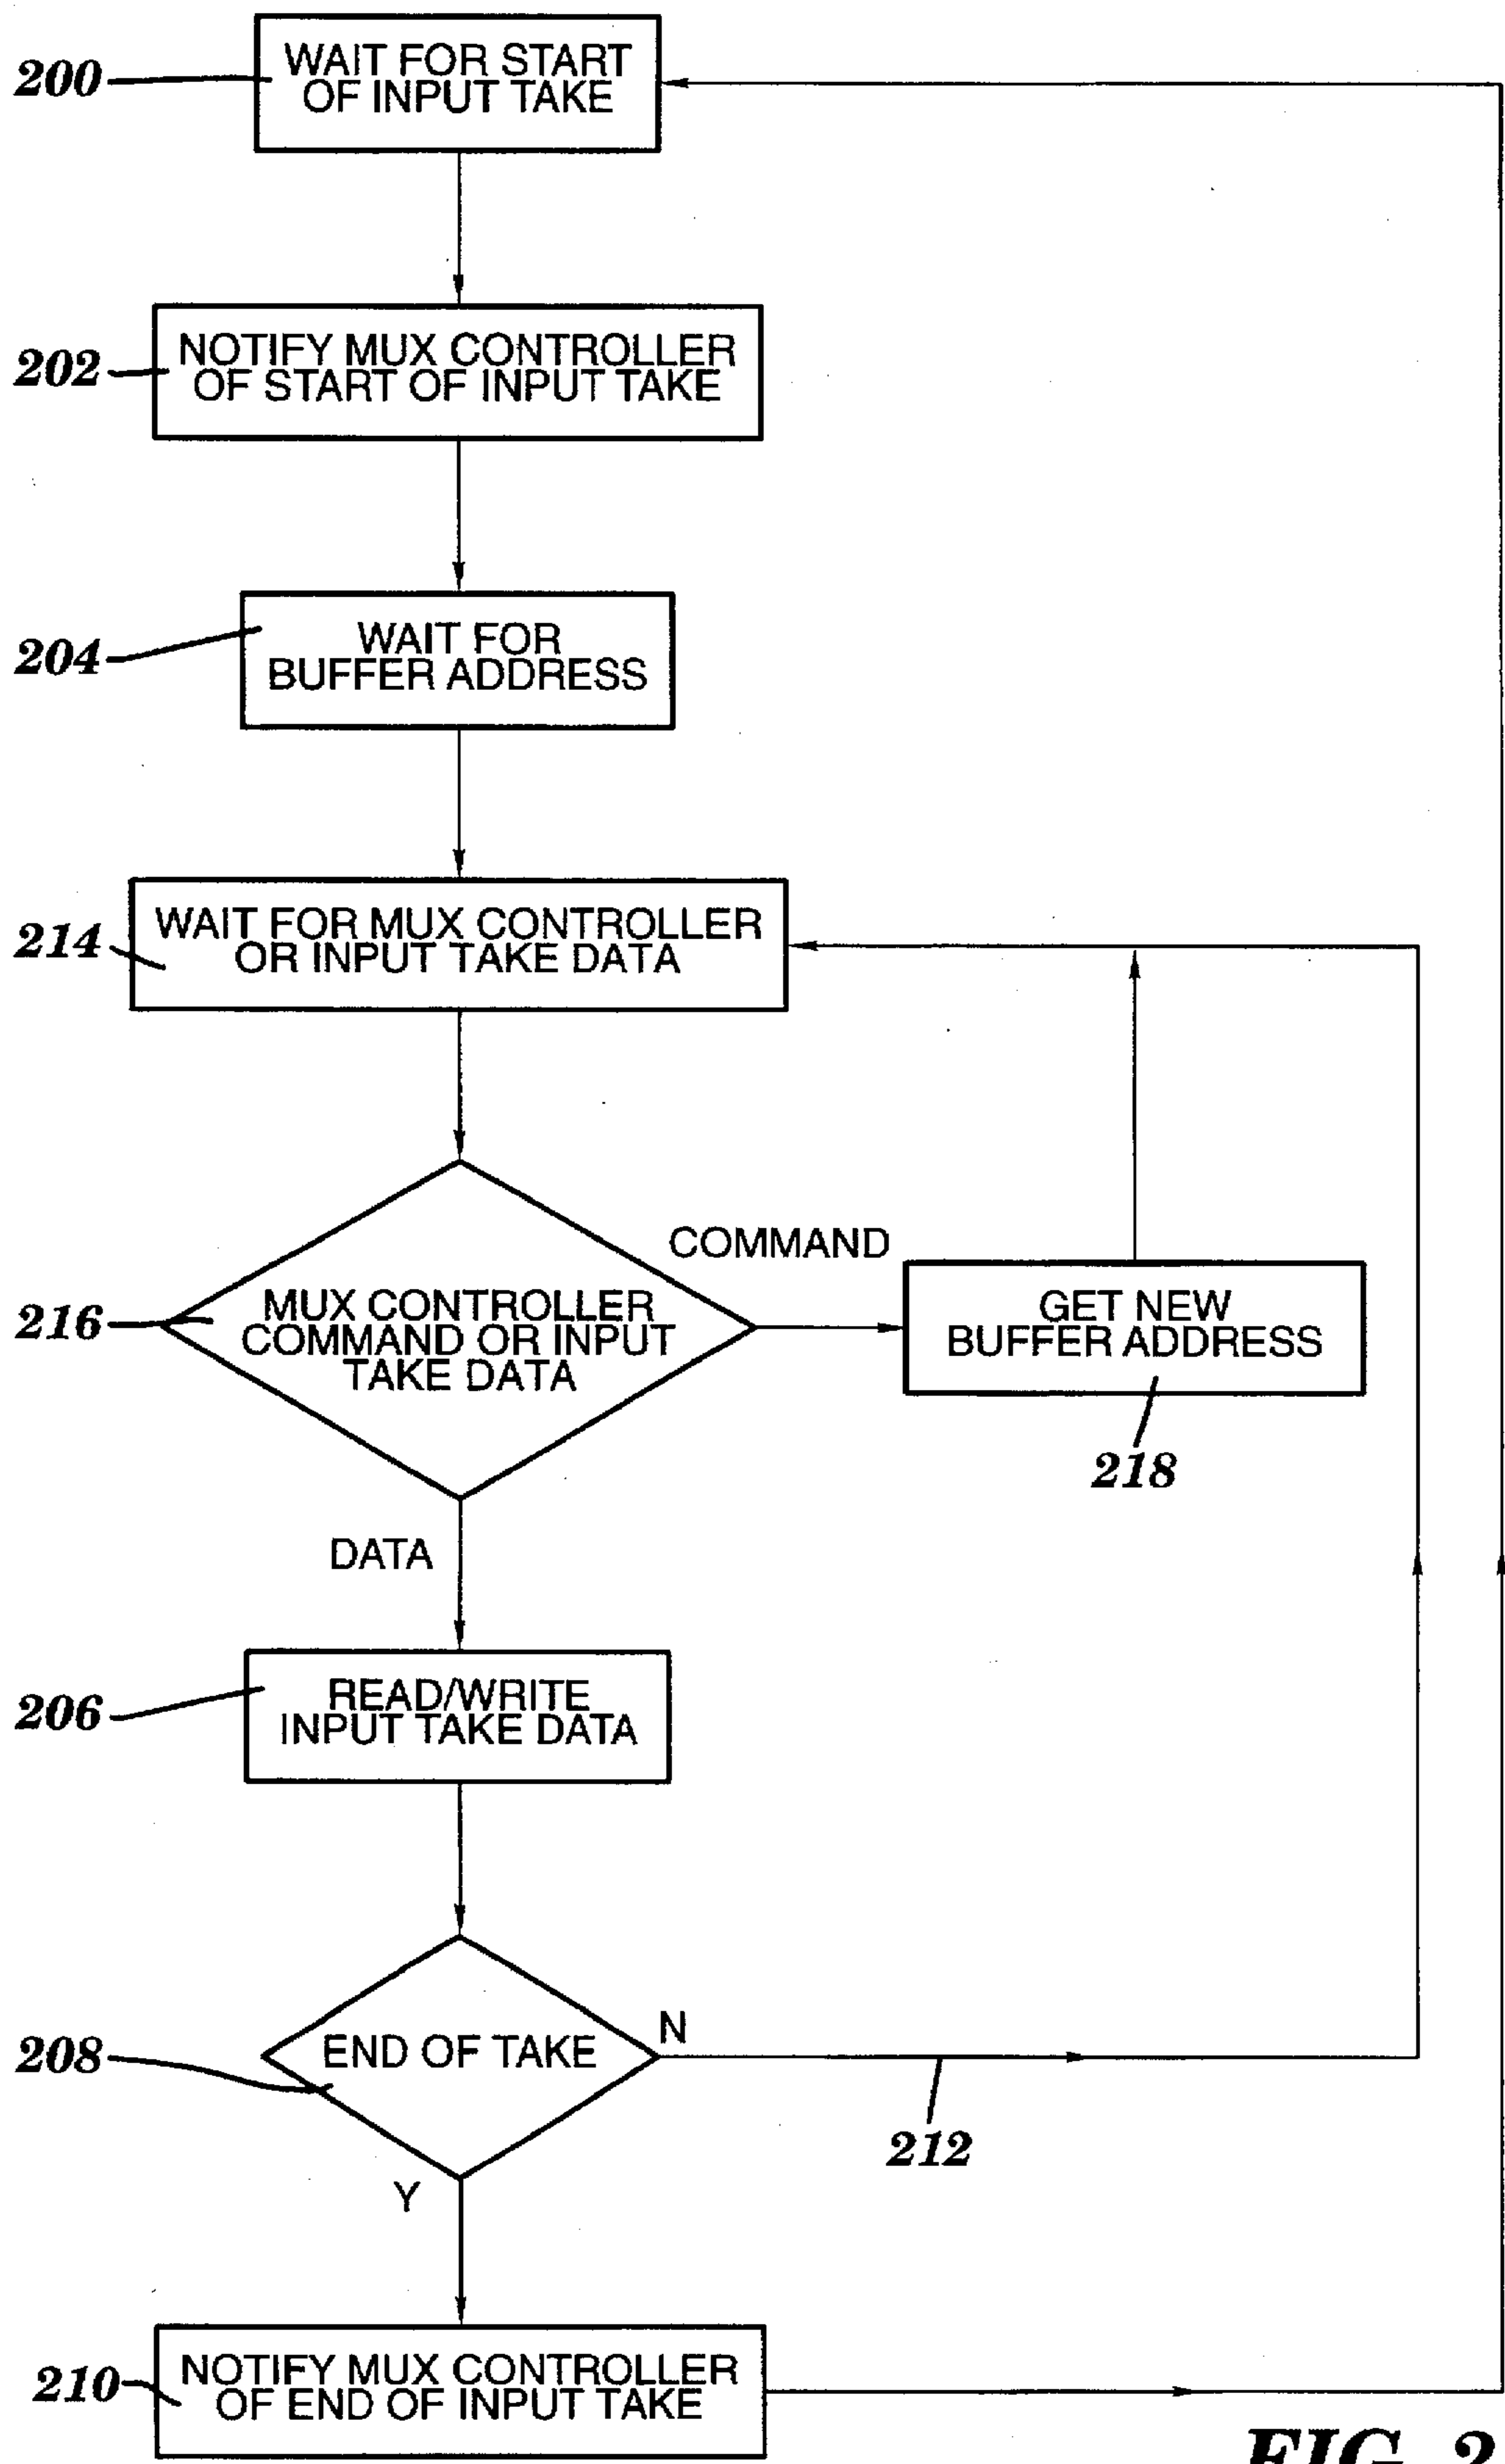 200
WAIT FOR START
OF INPUT TAKE
202
NOTIFY MUX CONTROLLER
OF START OF INPUT TAKE
204
WAIT FOR
BUFFER ADDRESS
214
WAIT FOR MUX CONTROLLER
OR INPUT TAKE DATA
COMMAND
216
MUX CONTROLLER
COMMAND OR INPUT
TAKE DATA
GET NEW
BUFFER ADDRESS
218
DATA
206
READ/WRITE
INPUT TAKE DATA
N
208
END OF TAKE
212
Y
210
NOTIFY MUX CONTROLLER
OF END OF INPUT TAKE
FIG. 2